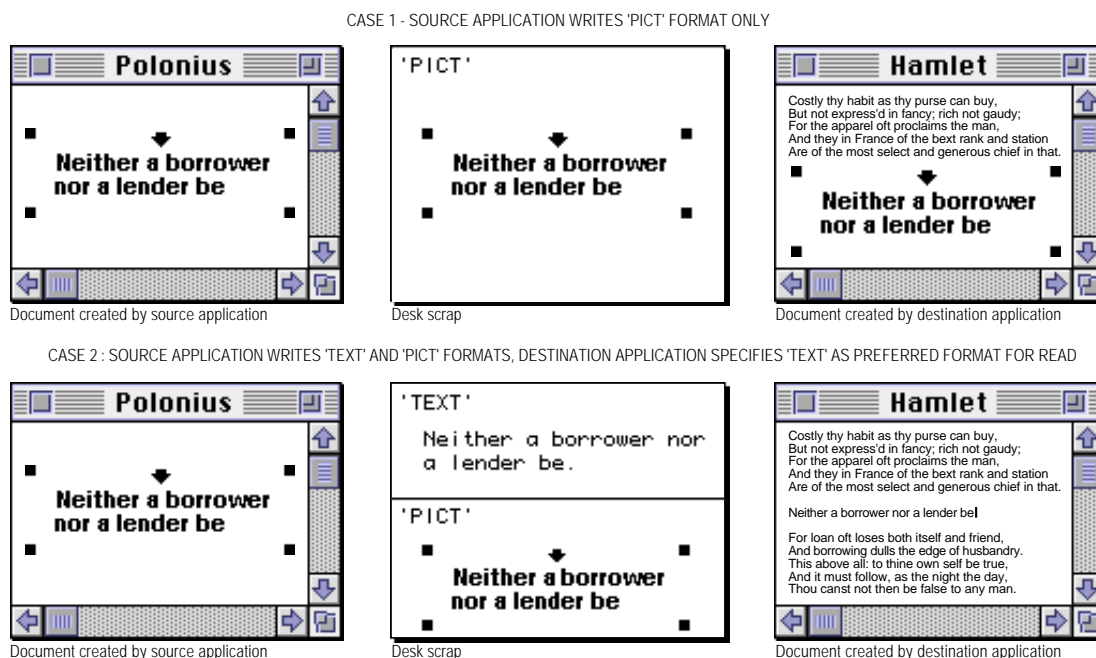 CASE 1 - SOURCE APPLICATION WRITES 'PICT' FORMAT ONLY
Polonius
Neither a borrower
nor a lender be
Document created by source application
'PICT'
Neither a borrower
nor a lender be
Desk scrap
Hamlet
Costly thy habit as thy purse can buy,
But not express'd in fancy; rich not gaudy;
For the apparel oft proclaims the man,
And they in France of the bext rank and station
Are of the most select and generous chief in that.
Neither a borrower
nor a lender be
Document created by destination application
CASE 2 : SOURCE APPLICATION WRITES 'TEXT' AND 'PICT' FORMATS, DESTINATION APPLICATION SPECIFIES 'TEXT' AS PREFERRED FORMAT FOR READ
Polonius
Neither a borrower
nor a lender be
Document created by source application
'TEXT'
Neither a borrower nor
a lender be.
'PICT'
Neither a borrower
nor a lender be
Desk scrap
Hamlet
Costly thy habit as thy purse can buy,
But not express'd in fancy; rich not gaudy;
For the apparel oft proclaims the man,
And they in France of the bext rank and station
Are of the most select and generous chief in that.
Neither a borrower nor a lender be
For loan oft loses both itself and friend,
And borrowing dulls the edge of husbandry.
This above all: to thine own self be true,
And it must follow, as the night the day,
Thou canst not then be false to any man.
Document created by destination application